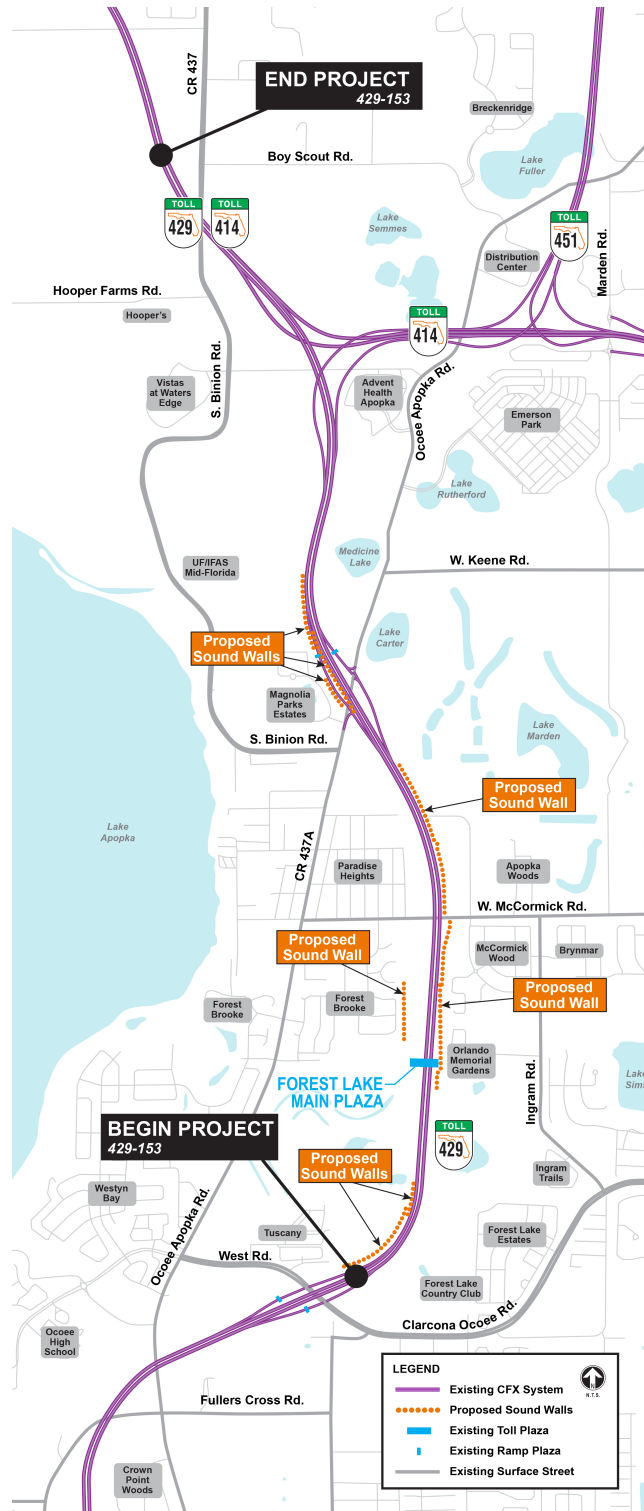 CR 437
END PROJECT
429-153
Breckenridge
Boy Scout Rd.
Lake
Fuller
TOLL
429
TOLL
414
Lake
Semmes
TOLL
451
Marden Rd.
Distribution
Center
Hooper Farms Rd.
Hooper's
TOLL
414
S. Binion Rd.
Ocoee Apopka Rd.
Vistas
at Waters
Edge
Advent
Health
Apopka
Emerson
Park
Lake
Rutherford
Medicine
Lake
W. Keene Rd.
UF/IFAS
Mid-Florida
Proposed
Sound Walls
Lake
Carter
Magnolia
Parks
Estates
S. Binion Rd.
Lake
Marden
Proposed
Sound Wall
Lake
Apopka
CR 437A
Paradise
Heights
Apopka
Woods
W. McCormick Rd.
Proposed
Sound Wall
McCormick
Wood
Brynmar
Proposed
Sound Wall
Forest
Brooke
Forest
Brooke
Orlando
Memorial
Gardens
Ingram Rd.
Lake
Sims
FOREST LAKE
MAIN PLAZA
BEGIN PROJECT
429-153
TOLL
429
Proposed
Sound Walls
Ingram
Trails
Westyn
Bay
Ocoee Apopka Rd.
Tuscany
West Rd.
Forest Lake
Estates
Forest Lake
Country Club
Clarcona Ocoee Rd.
Ocoee
High
School
Fullers Cross Rd.
Crown
Point
Woods
LEGEND
N
N.T.S.
Existing CFX System
Proposed Sound Walls
Existing Toll Plaza
Existing Ramp Plaza
Existing Surface Street